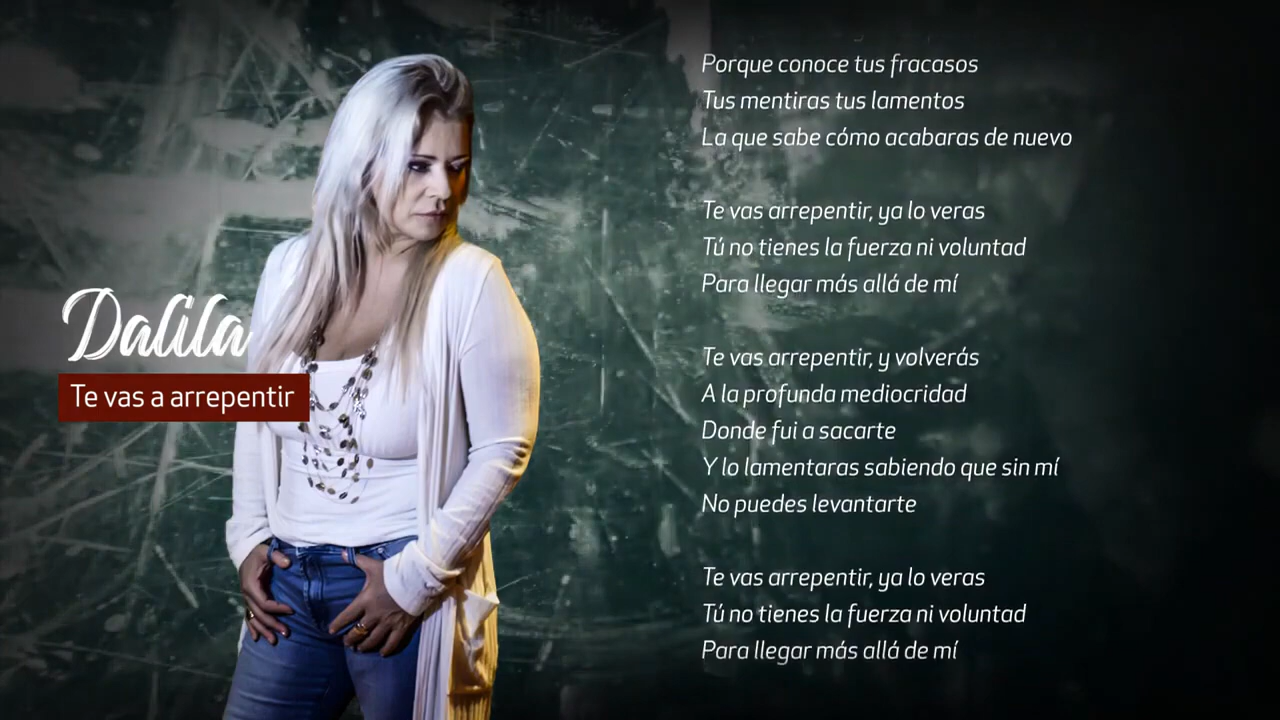 Dalila
Te vas a arrepentir
Porque conoce tus fracasos
Tus mentiras tus lamentos
La que sabe cómo acabaras de nuevo
Te vas arrepentir, ya lo veras
Tú no tienes la fuerza ni voluntad
Para llegar más allá de mí
Te vas arrepentir, y volverás
A la profunda mediocridad
Donde fui a sacarte
Y lo lamentaras sabiendo que sin mí
No puedes levantarte
Te vas arrepentir, ya lo veras
Tú no tienes la fuerza ni voluntad
Para llegar más allá de mí